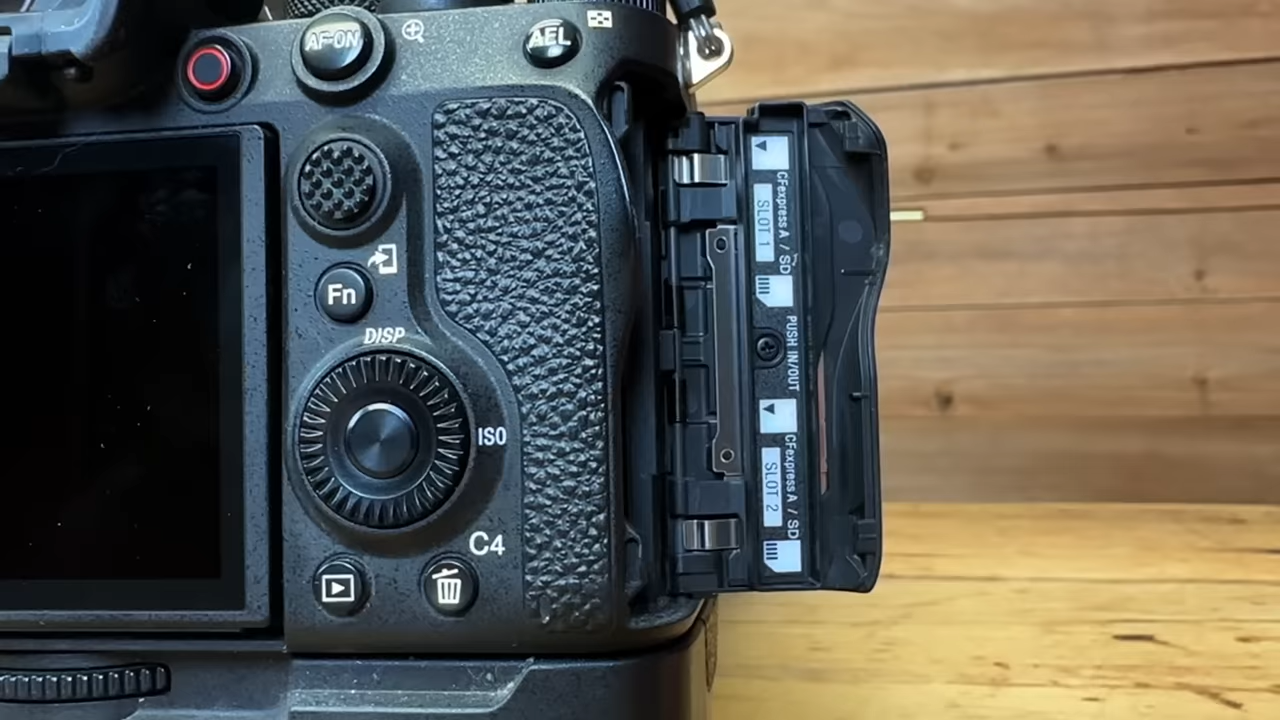 AF-ON
AEL
Fn
DISP
ISO
C4
CFexpress A / SD
SLOT 1
PUSH IN/OUT
CFexpress A / SD
SLOT 2